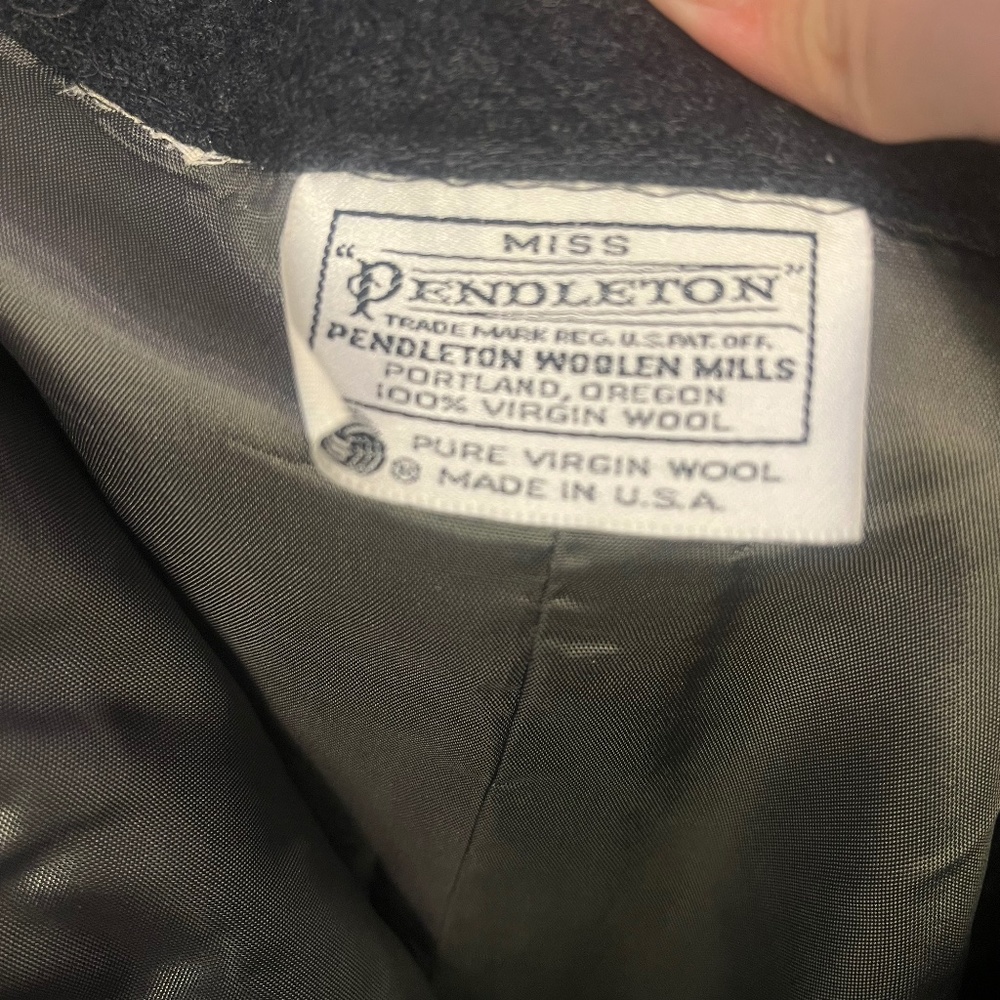 MISS
"PENDLETON"
TRADE MARK REG. U.S. PAT. OFF.
PENDLETON WOOLEN MILLS
PORTLAND, OREGON
100% VIRGIN WOOL
PURE VIRGIN WOOL
® MADE IN U.S.A.